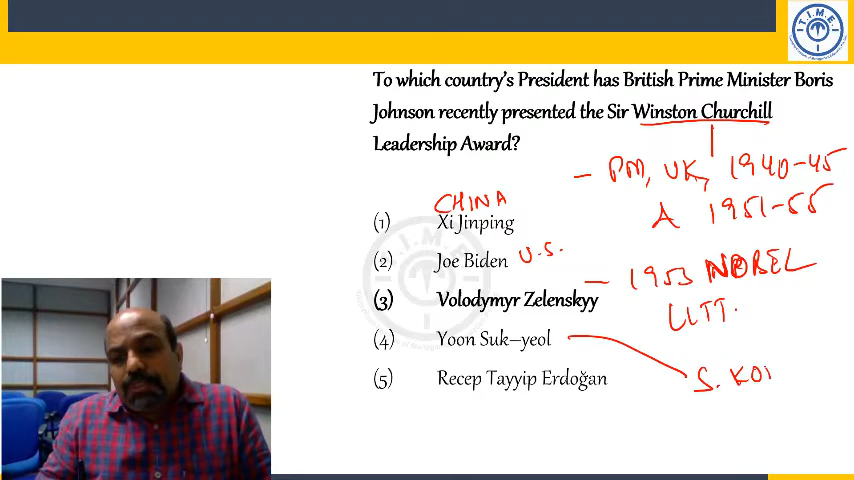 T.I.M.E.
To which country's President has British Prime Minister Boris
Johnson recently presented the Sir Winston Churchill
Leadership Award?
- PM, UK, 1940-45
& 1951-55
CHINA
(1) Xi Jinping
(2) Joe Biden U.S.
- 1953 NOBEL
LITT.
(3) Volodymyr Zelenskyy
(4) Yoon Suk-yeol
S. KOR
(5) Recep Tayyip Erdoğan